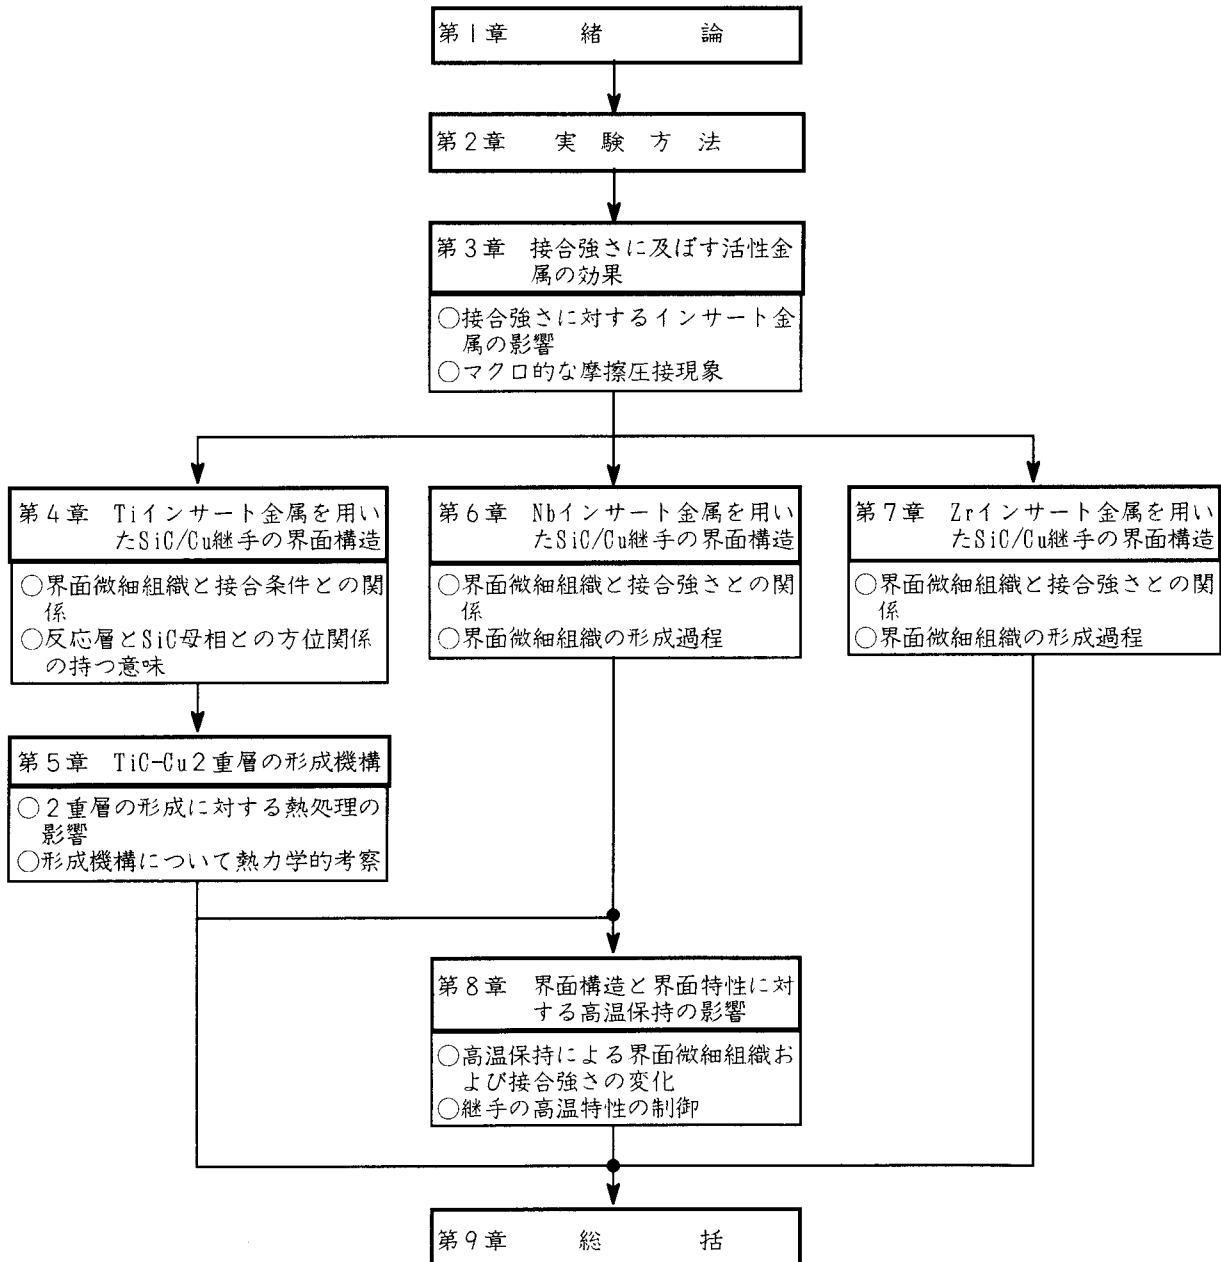 第1章 緒 論
第2章 実 験 方 法
第3章 接合強さに及ぼす活性金
属の効果
○接合強さに対するインサート金
属の影響
○マクロ的な摩擦圧接現象
第4章 Tiインサート金属を用い
たSiC/Cu継手の界面構造
○界面微細組織と接合条件との関
係
○反応層とSiC母相との方位関係
の持つ意味
第5章 TiC-Cu2重層の形成機構
○2重層の形成に対する熱処理の
影響
○形成機構について熱力学的考察
第6章 Nbインサート金属を用い
たSiC/Cu継手の界面構造
○界面微細組織と接合強さとの関
係
○界面微細組織の形成過程
第7章 Zrインサート金属を用い
たSiC/Cu継手の界面構造
○界面微細組織と接合強さとの関
係
○界面微細組織の形成過程
第8章 界面構造と界面特性に対
する高温保持の影響
○高温保持による界面微細組織お
よび接合強さの変化
○継手の高温特性の制御
第9章 総 括